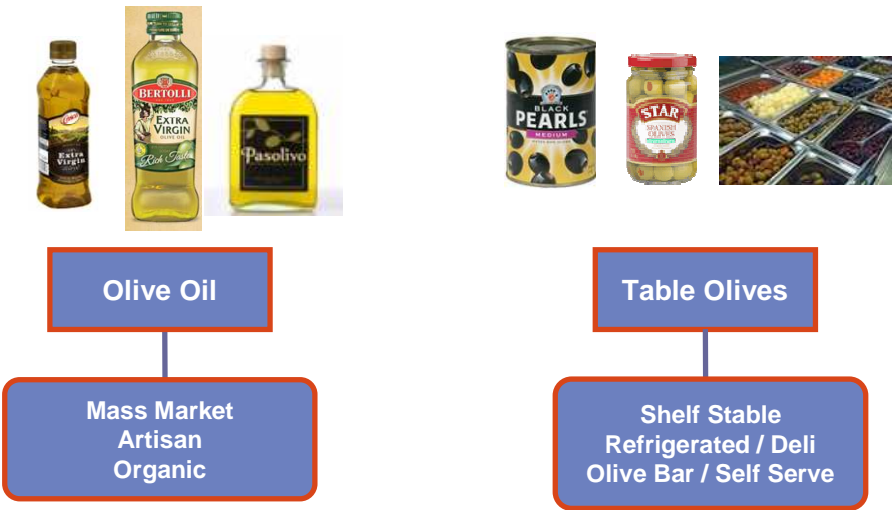 BERTOLLI
EXTRA
VIRGIN
OLIVE OIL
Rich Taste
Extra
Virgin
Pasolivo
BLACK
PEARLS
MEDIUM
STAR
SPANISH
OLIVES
Olive Oil
Table Olives
Mass Market
Artisan
Organic
Shelf Stable
Refrigerated / Deli
Olive Bar / Self Serve